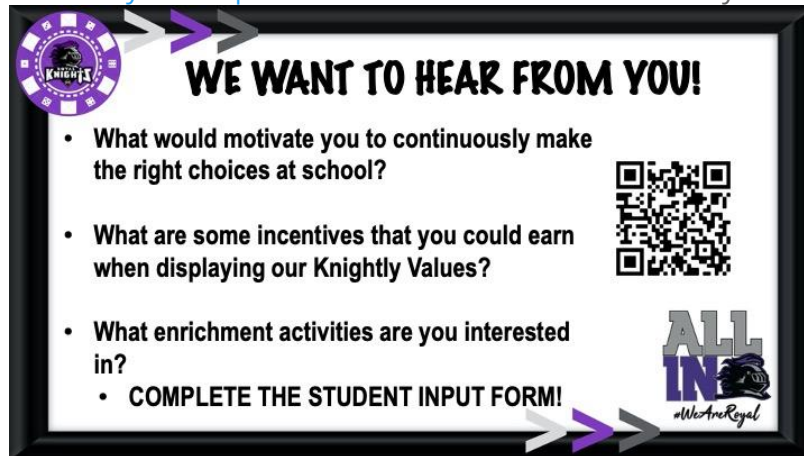 KNIGHTS
WE WANT TO HEAR FROM YOU!
• What would motivate you to continuously make
the right choices at school?
• What are some incentives that you could earn
when displaying our Knightly Values?
• What enrichment activities are you interested
in?
• COMPLETE THE STUDENT INPUT FORM!
ALL
IN
#WeAreRoyal